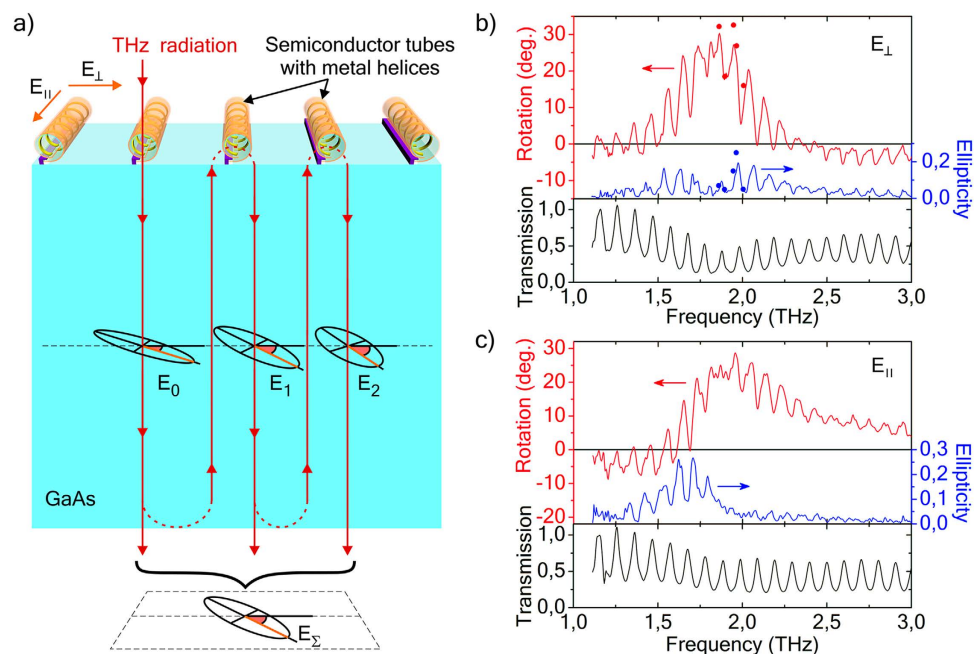 a)
THz radiation
Semiconductor tubes
with metal helices
E⊥
E||
E0
E1
E2
GaAs
EΣ
b)
E⊥
Rotation (deg.)
30
20
10
0
-10
Ellipticity
0,2
0,0
Transmission
1,0
0,5
0,0
1,0 1,5 2,0 2,5 3,0
Frequency (THz)
c)
E||
Rotation (deg.)
30
20
10
0
-10
-20
Ellipticity
0,3
0,2
0,1
0,0
Transmission
1,0
0,5
0,0
1,0 1,5 2,0 2,5 3,0
Frequency (THz)